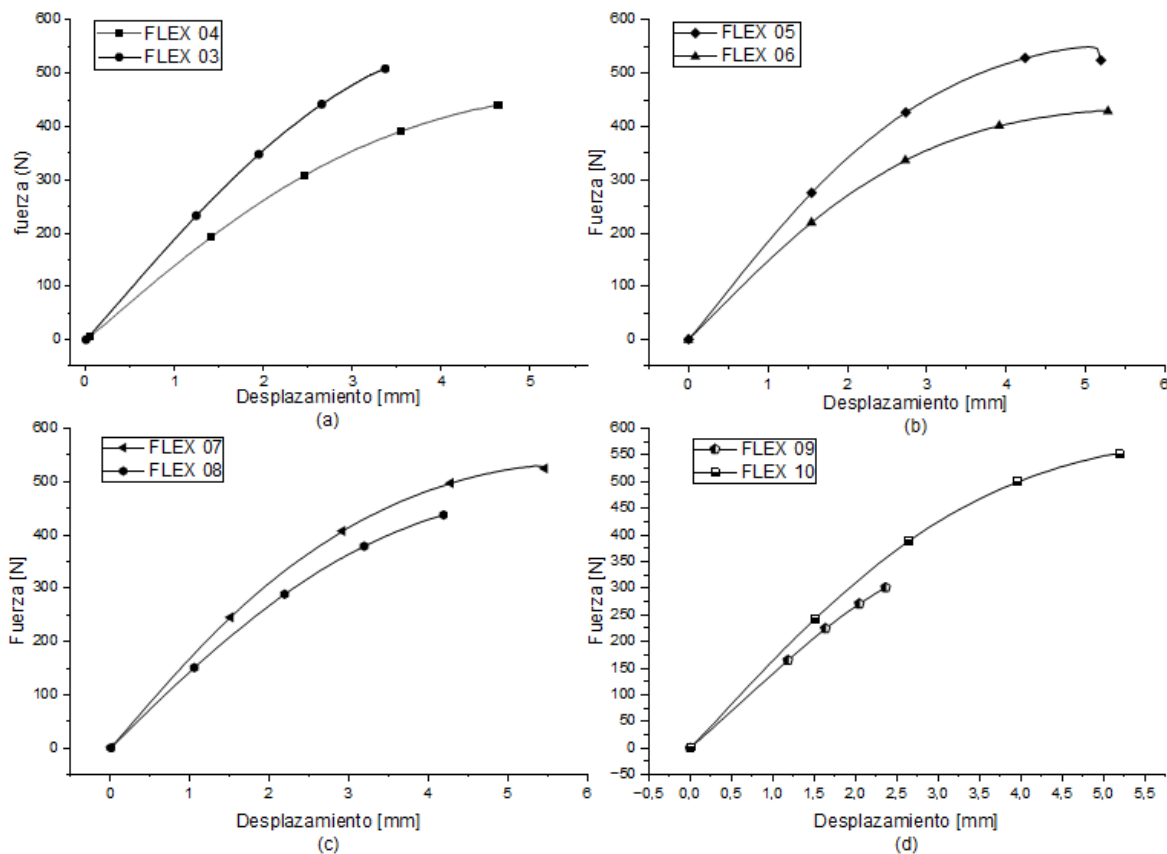 600
500
400
300
200
100
0
fuerza (N)
FLEX 04
FLEX 03
0 1 2 3 4 5
Desplazamiento [mm]
(a)
600
500
400
300
200
100
0
Fuerza [N]
FLEX 05
FLEX 06
0 1 2 3 4 5 6
Desplazamiento [mm]
(b)
600
500
400
300
200
100
0
Fuerza [N]
FLEX 07
FLEX 08
0 1 2 3 4 5 6
Desplazamiento [mm]
(c)
600
550
500
450
400
350
300
250
200
150
100
50
0
−50
Fuerza [N]
FLEX 09
FLEX 10
−0,5 0,0 0,5 1,0 1,5 2,0 2,5 3,0 3,5 4,0 4,5 5,0 5,5
Desplazamiento [mm]
(d)